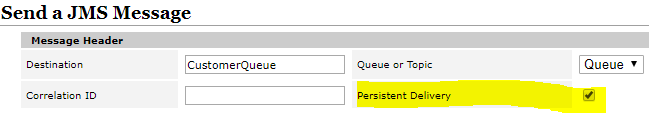 Send a JMS Message
Message Header
Destination CustomerQueue Queue or Topic Queue
Correlation ID Persistent Delivery